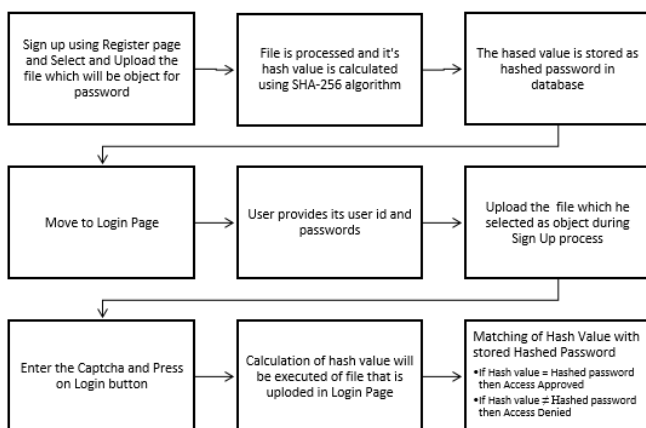 Sign up using Register page
and Select and Upload the
file which will be object for
password
File is processed and it's
hash value is calculated
using SHA-256 algorithm
The hased value is stored as
hashed password in
database
Move to Login Page
User provides its user id and
passwords
Upload the file which he
selected as object during
Sign Up process
Enter the Captcha and Press
on Login button
Calculation of hash value will
be executed of file that is
uploded in Login Page
Matching of Hash Value with
stored Hashed Password
•If Hash value = Hashed password
then Access Approved
•If Hash value ≠ Hashed password
then Access Denied